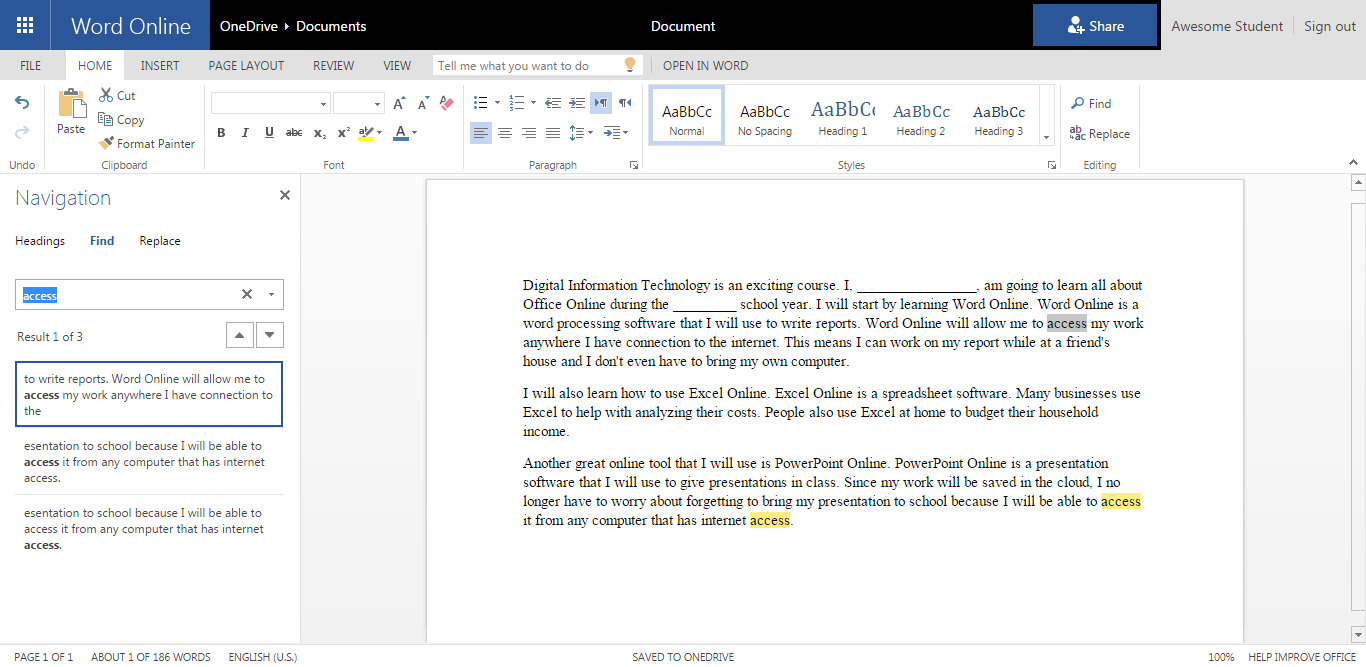 Word Online OneDrive Documents Document Share Awesome Student Sign out
FILE HOME INSERT PAGE LAYOUT REVIEW VIEW Tell me what you want to do OPEN IN WORD
Paste
Cut
Copy
Format Painter
Undo Clipboard
B I U abc x₂ x² ab A
A A A
Font
Paragraph
AaBbCc AaBbCc AaBbCc AaBbCc AaBbCc
Normal No Spacing Heading 1 Heading 2 Heading 3
Styles
Find
Replace
Editing
Navigation
Headings Find Replace
access
Result 1 of 3
to write reports. Word Online will allow me to
access my work anywhere I have connection to
the
esentation to school because I will be able to
access it from any computer that has internet
access.
esentation to school because I will be able to
access it from any computer that has internet
access.
Digital Information Technology is an exciting course. I, _________________, am going to learn all about
Office Online during the _________ school year. I will start by learning Word Online. Word Online is a
word processing software that I will use to write reports. Word Online will allow me to access my work
anywhere I have connection to the internet. This means I can work on my report while at a friend's
house and I don't even have to bring my own computer.
I will also learn how to use Excel Online. Excel Online is a spreadsheet software. Many businesses use
Excel to help with analyzing their costs. People also use Excel at home to budget their household
income.
Another great online tool that I will use is PowerPoint Online. PowerPoint Online is a presentation
software that I will use to give presentations in class. Since my work will be saved in the cloud, I no
longer have to worry about forgetting to bring my presentation to school because I will be able to access
it from any computer that has internet access.
PAGE 1 OF 1 ABOUT 1 OF 186 WORDS ENGLISH (U.S.) SAVED TO ONEDRIVE 100% HELP IMPROVE OFFICE